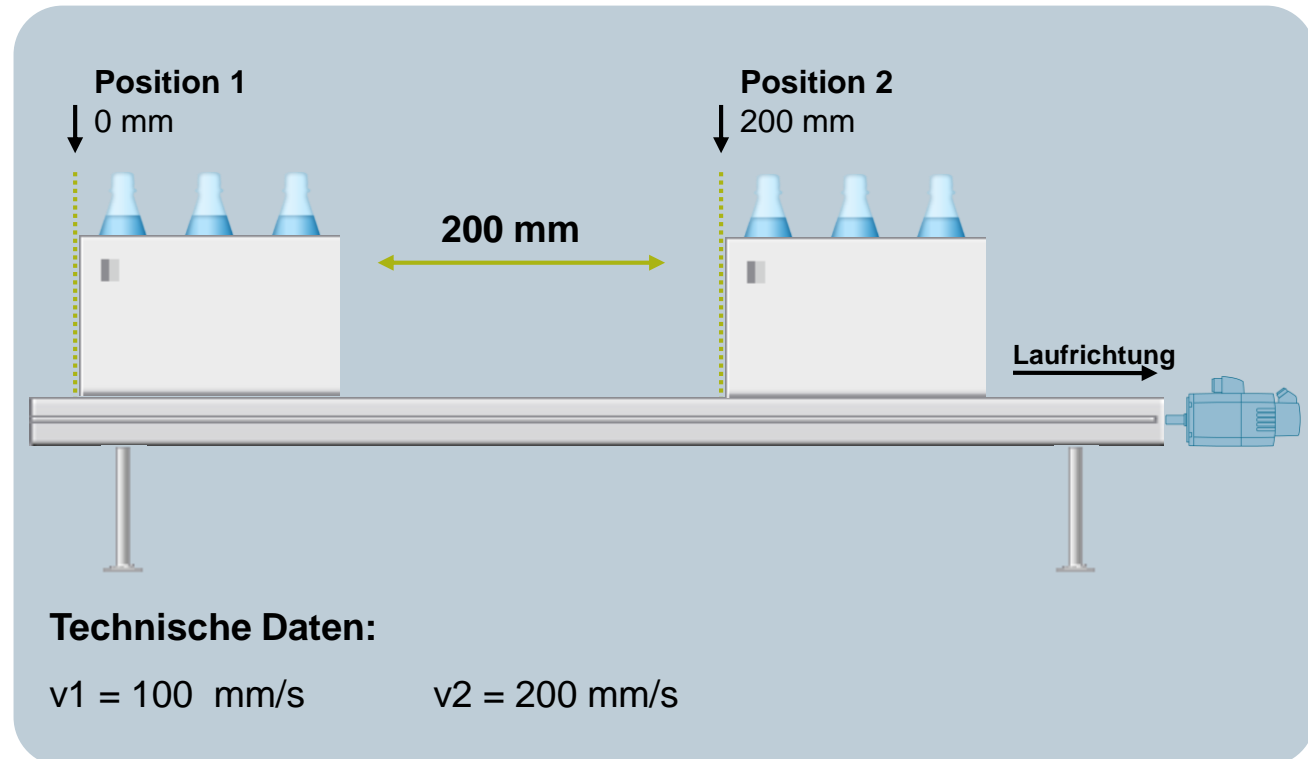 Position 1
0 mm
Position 2
200 mm
200 mm
Laufrichtung
Technische Daten:
v1 = 100  mm/s
v2 = 200 mm/s